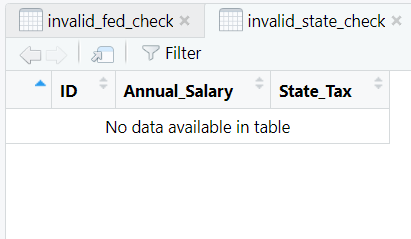 invalid_fed_check × invalid_state_check ×
Filter
ID Annual_Salary State_Tax
No data available in table